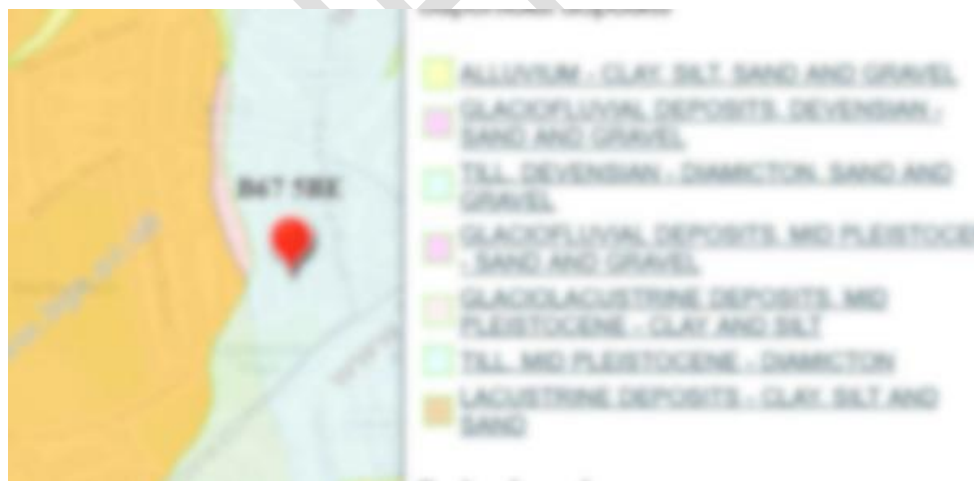 B67 5BE
ALLUVIUM - CLAY, SILT, SAND AND GRAVEL
GLACIOFLUVIAL DEPOSITS, DEVENSIAN -
SAND AND GRAVEL
TILL, DEVENSIAN - DIAMICTON, SAND AND
GRAVEL
GLACIOFLUVIAL DEPOSITS, MID PLEISTOCE
- SAND AND GRAVEL
GLACIOLACUSTRINE DEPOSITS, MID
PLEISTOCENE - CLAY AND SILT
TILL, MID PLEISTOCENE - DIAMICTON
LACUSTRINE DEPOSITS - CLAY, SILT AND
SAND